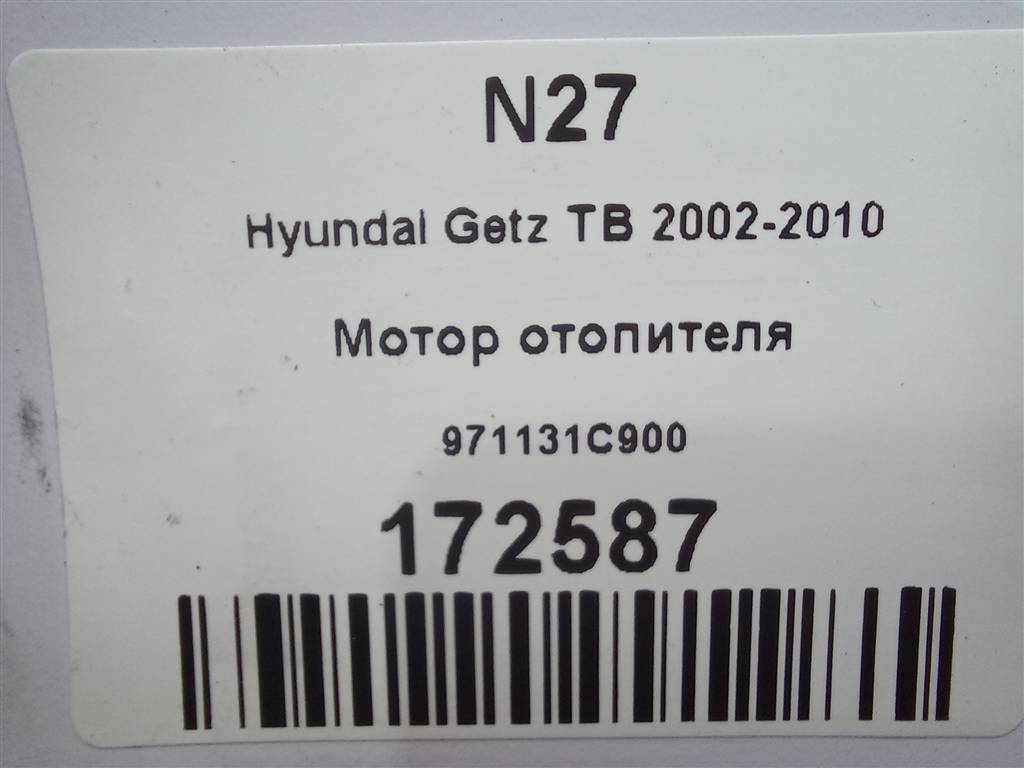 N27
Hyundai Getz TB 2002-2010
Мотор отопителя
971131C900
172587